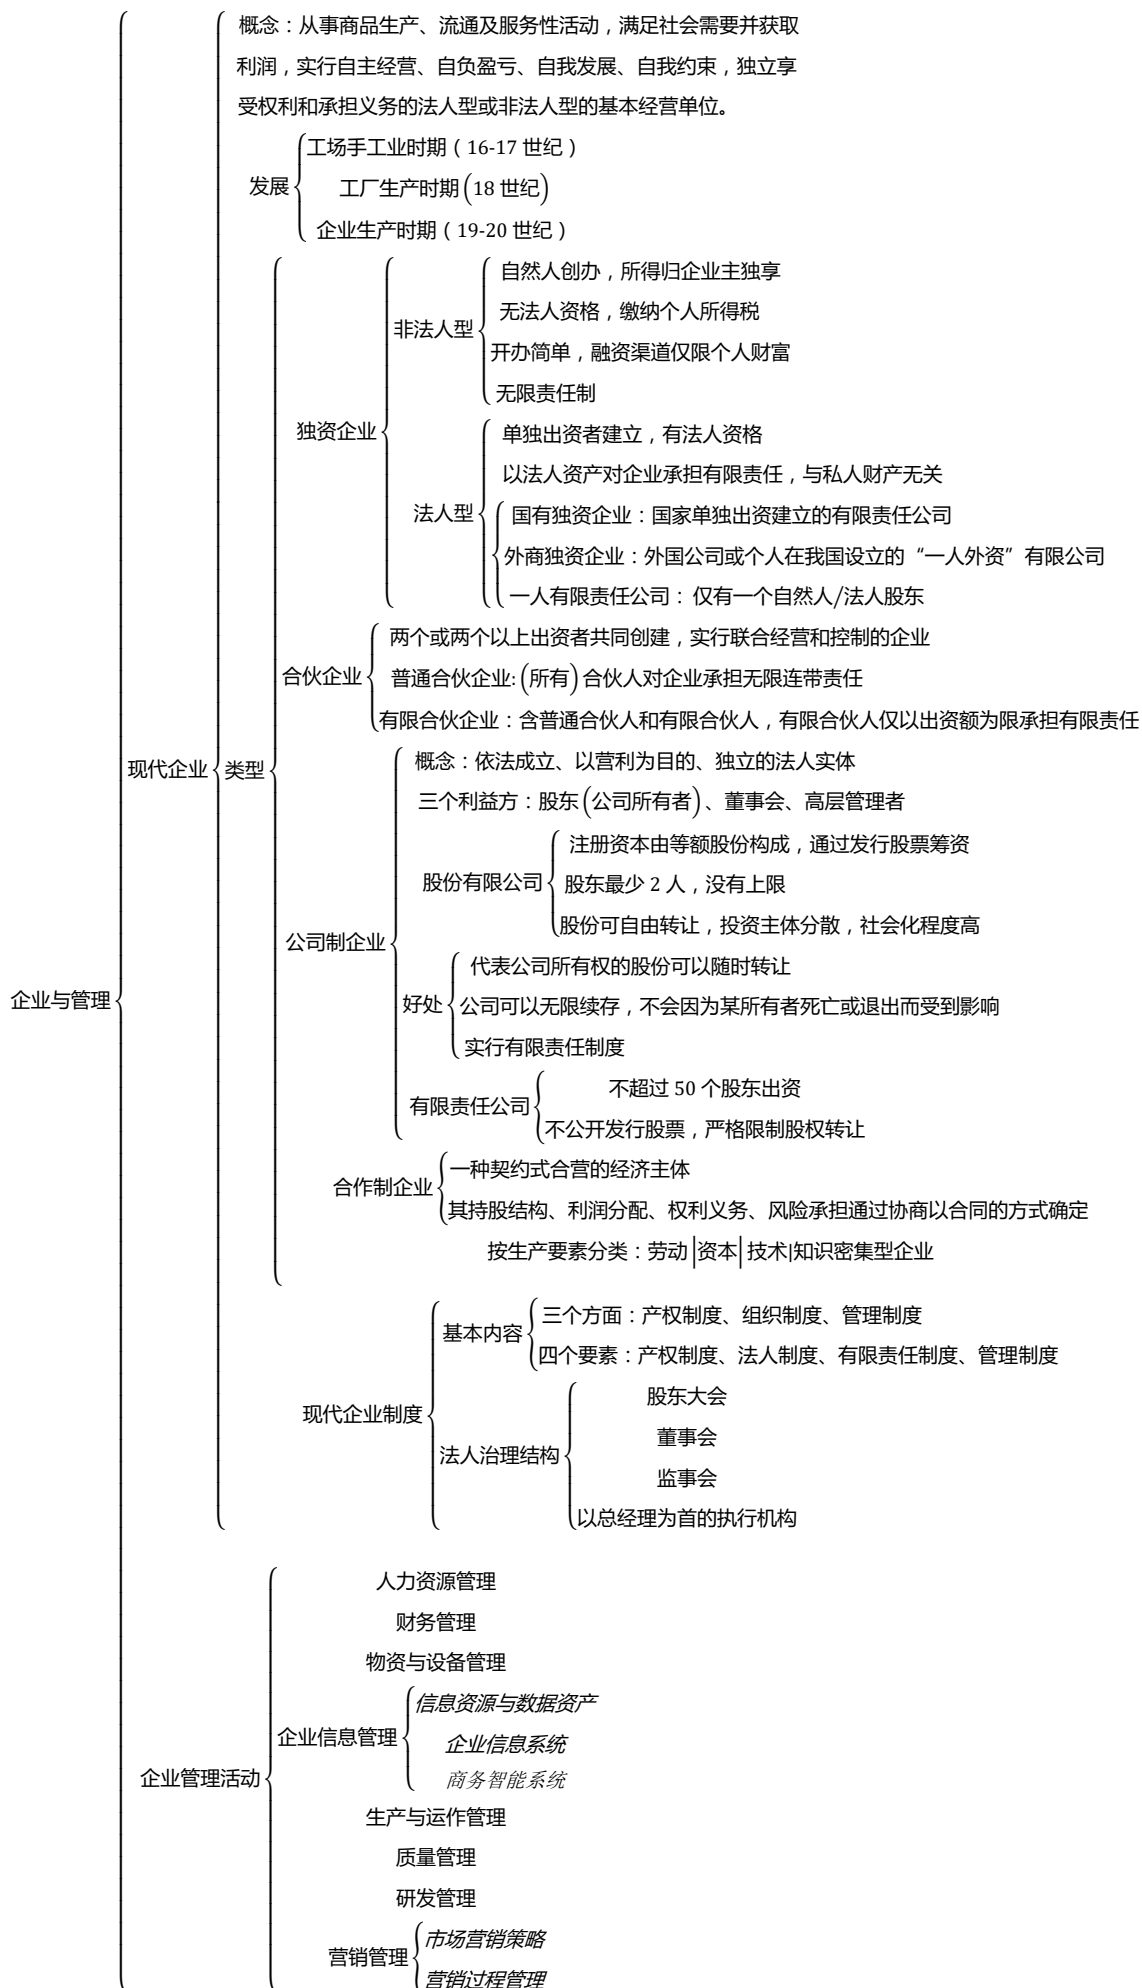 企业与管理
现代企业
概念：从事商品生产、流通及服务性活动，满足社会需要并获取
利润，实行自主经营、自负盈亏、自我发展、自我约束，独立享
受权利和承担义务的法人型或非法人型的基本经营单位。
发展
工场手工业时期（16-17 世纪）
工厂生产时期(18 世纪)
企业生产时期（19-20 世纪）
类型
独资企业
非法人型
自然人创办，所得归企业主独享
无法人资格，缴纳个人所得税
开办简单，融资渠道仅限个人财富
无限责任制
法人型
单独出资者建立，有法人资格
以法人资产对企业承担有限责任，与私人财产无关
国有独资企业：国家单独出资建立的有限责任公司
外商独资企业：外国公司或个人在我国设立的“一人外资”有限公司
一人有限责任公司：仅有一个自然人/法人股东
合伙企业
两个或两个以上出资者共同创建，实行联合经营和控制的企业
普通合伙企业:(所有)合伙人对企业承担无限连带责任
有限合伙企业：含普通合伙人和有限合伙人，有限合伙人仅以出资额为限承担有限责任
公司制企业
概念：依法成立、以营利为目的、独立的法人实体
三个利益方：股东(公司所有者)、董事会、高层管理者
股份有限公司
注册资本由等额股份构成，通过发行股票筹资
股东最少 2 人，没有上限
股份可自由转让，投资主体分散，社会化程度高
好处
代表公司所有权的股份可以随时转让
公司可以无限续存，不会因为某所有者死亡或退出而受到影响
实行有限责任制度
有限责任公司
不超过 50 个股东出资
不公开发行股票，严格限制股权转让
合作制企业
一种契约式合营的经济主体
其持股结构、利润分配、权利义务、风险承担通过协商以合同的方式确定
按生产要素分类：劳动|资本|技术|知识密集型企业
现代企业制度
基本内容
三个方面：产权制度、组织制度、管理制度
四个要素：产权制度、法人制度、有限责任制度、管理制度
法人治理结构
股东大会
董事会
监事会
以总经理为首的执行机构
企业管理活动
人力资源管理
财务管理
物资与设备管理
企业信息管理
信息资源与数据资产
企业信息系统
商务智能系统
生产与运作管理
质量管理
研发管理
营销管理
市场营销策略
营销过程管理